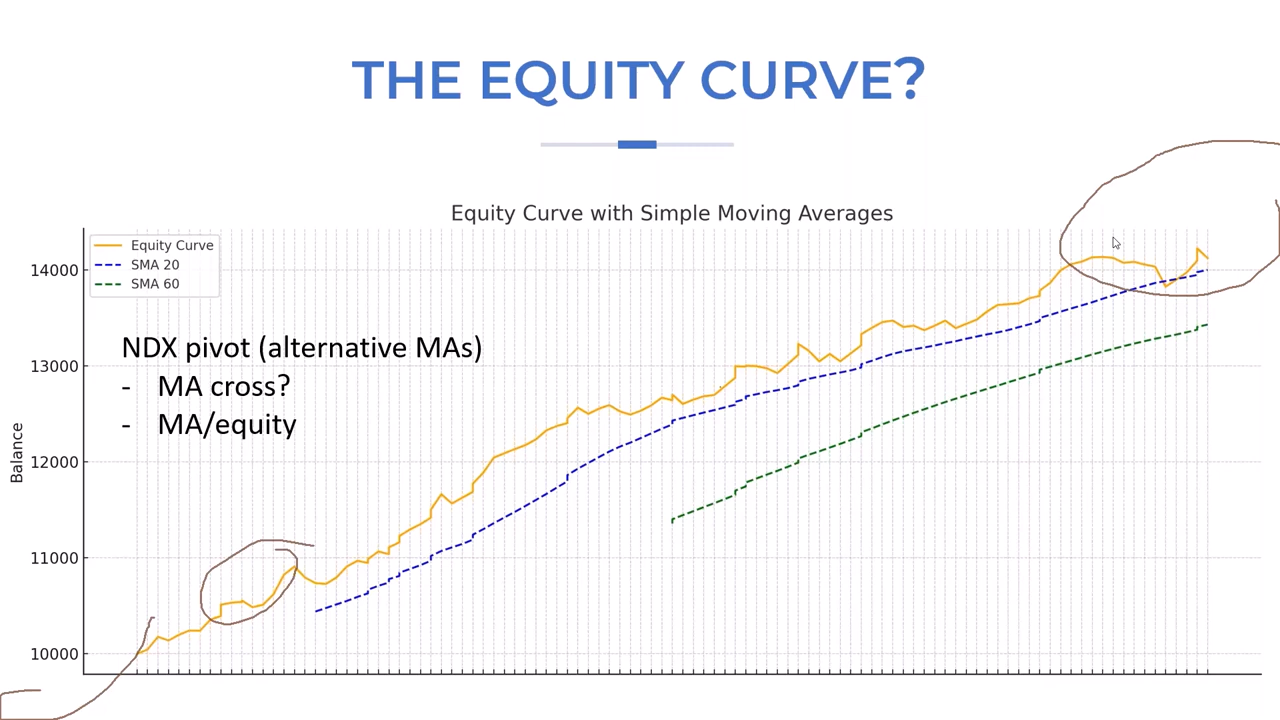 THE EQUITY CURVE?
Equity Curve with Simple Moving Averages
Equity Curve
SMA 20
SMA 60
14000
13000
12000
11000
10000
Balance
NDX pivot (alternative MAs)
- MA cross?
- MA/equity